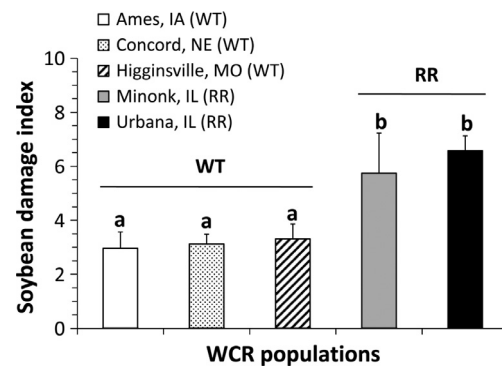 Ames, IA (WT)
Concord, NE (WT)
Higginsville, MO (WT)
Minonk, IL (RR)
Urbana, IL (RR)
RR
WT
a
a
a
b
b
10
8
6
4
2
0
Soybean damage index
WCR populations